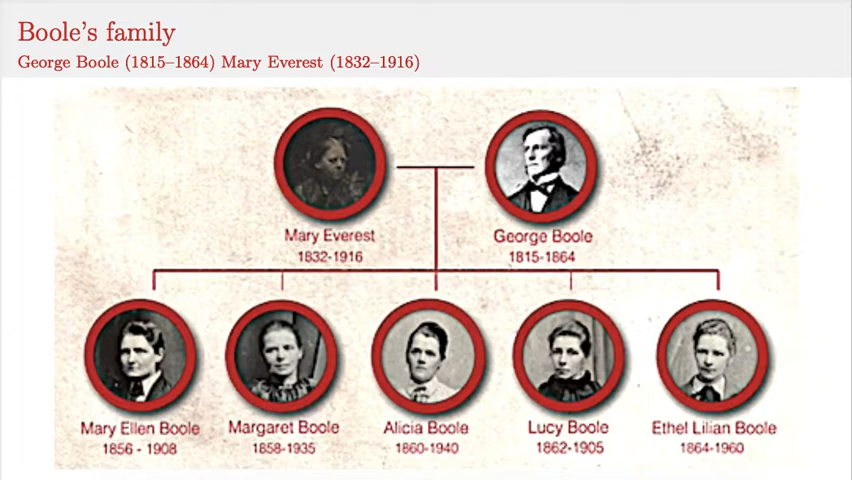 Boole's family
George Boole (1815–1864) Mary Everest (1832–1916)
Mary Everest
1832-1916
George Boole
1815-1864
Mary Ellen Boole
1856 - 1908
Margaret Boole
1858-1935
Alicia Boole
1860-1940
Lucy Boole
1862-1905
Ethel Lilian Boole
1864-1960